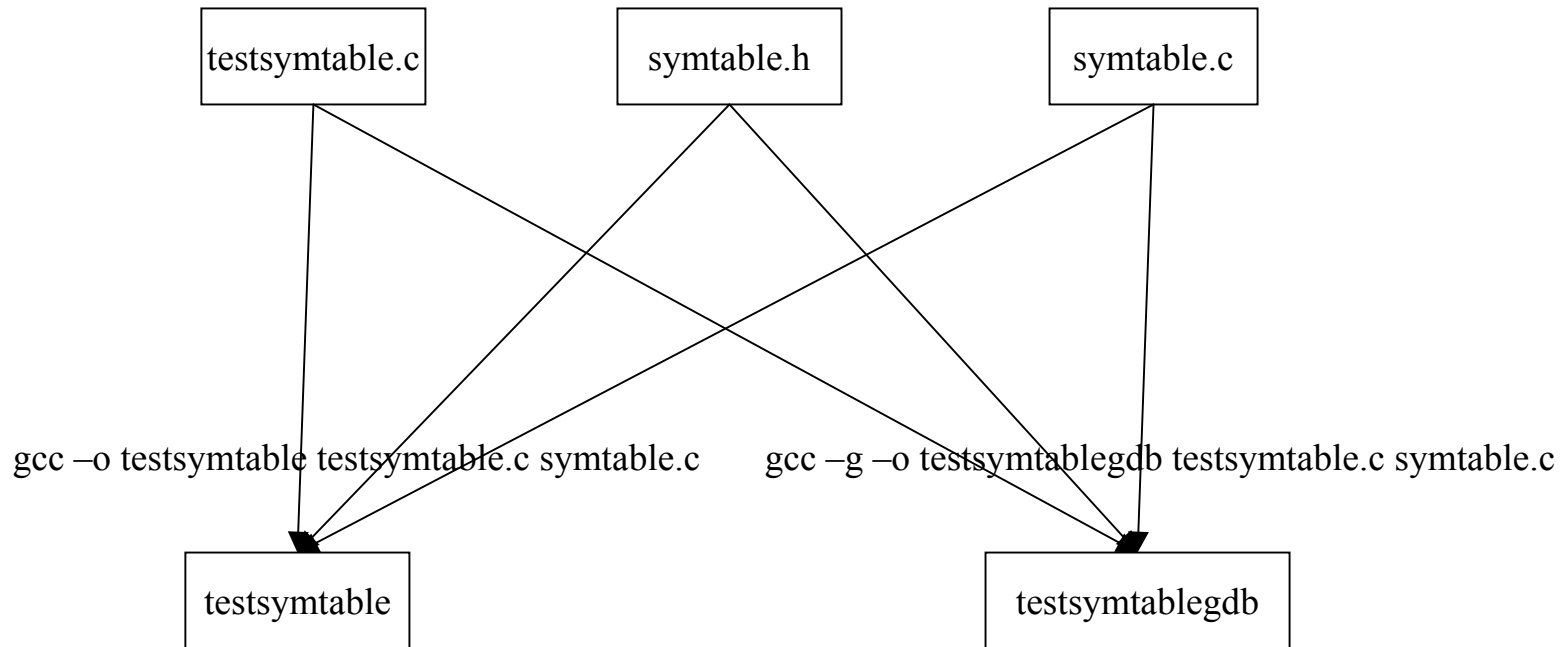 testsymtable.c
symtable.h
symtable.c
gcc –o testsymtable testsymtable.c symtable.c
gcc –g –o testsymtablegdb testsymtable.c symtable.c
testsymtable
testsymtablegdb